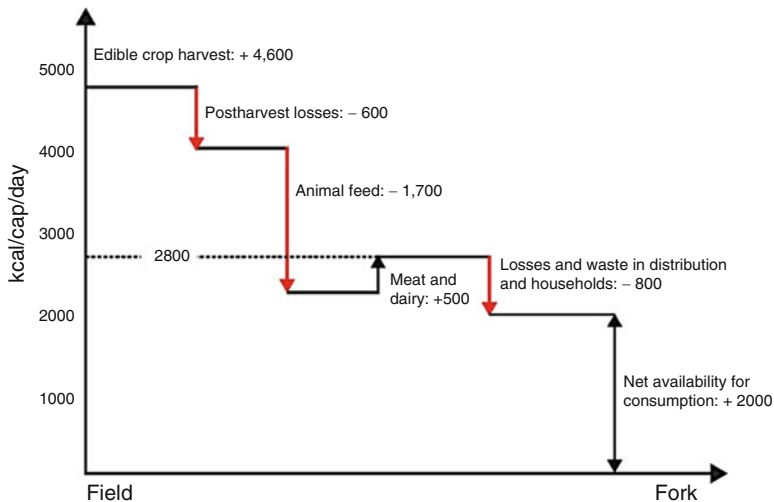 Edible crop harvest: + 4,600
5000
Postharvest losses: – 600
4000
Animal feed: – 1,700
3000
kcal/cap/day
2800
Meat and
dairy: +500
Losses and waste in distribution
and households: – 800
2000
Net availability for
consumption: + 2000
1000
Field
Fork